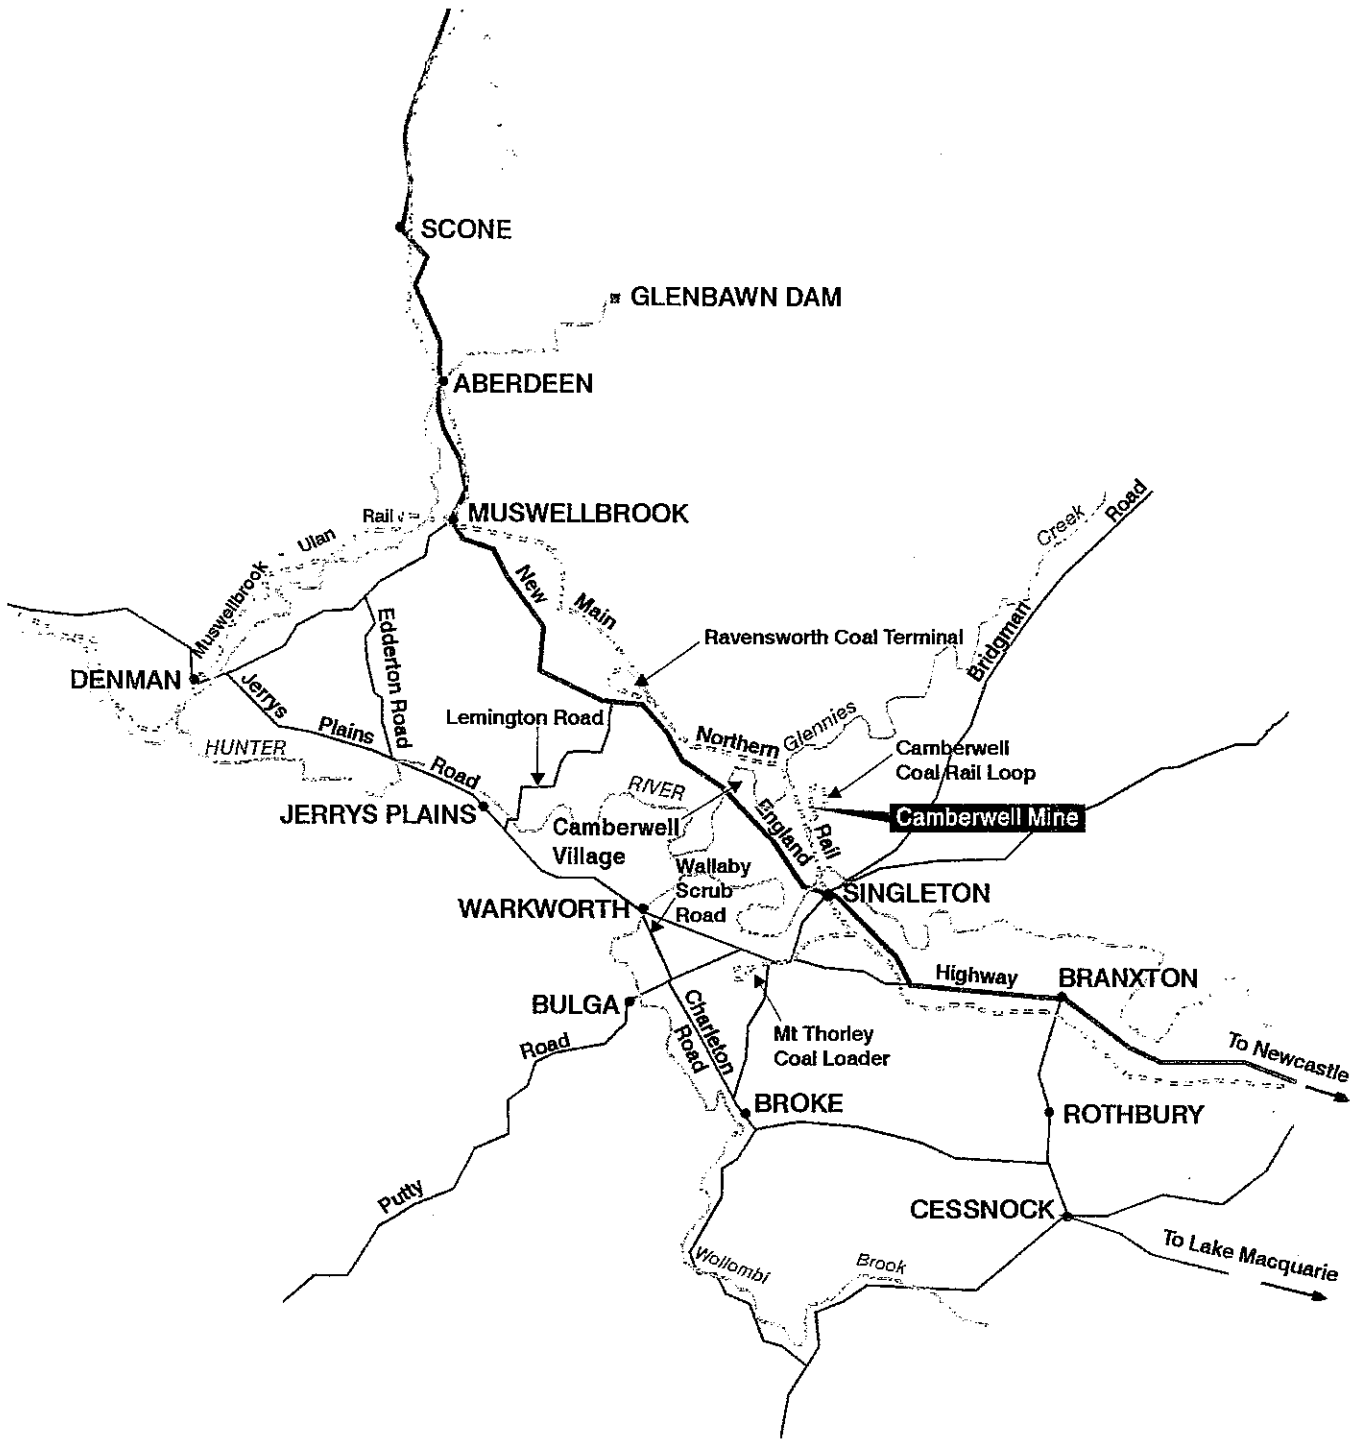 SCONE
GLENBAWN DAM
ABERDEEN
MUSWELLBROOK
Muswellbrook Ulan Rail
New
Main
Creek
Road
Bridgman
Ravensworth Coal Terminal
Edderton Road
DENMAN
Jerrys
Plains
Road
Lemington Road
Northern
Glennies
HUNTER
RIVER
Camberwell
Coal Rail Loop
Camberwell Mine
JERRYS PLAINS
England
Rail
Camberwell
Village
Wallaby
Scrub
Road
WARKWORTH
SINGLETON
Highway
BRANXTON
BULGA
Charleton
Road
Mt Thorley
Coal Loader
Road
To Newcastle
BROKE
ROTHBURY
Putty
CESSNOCK
To Lake Macquarie
Wollombi
Brook